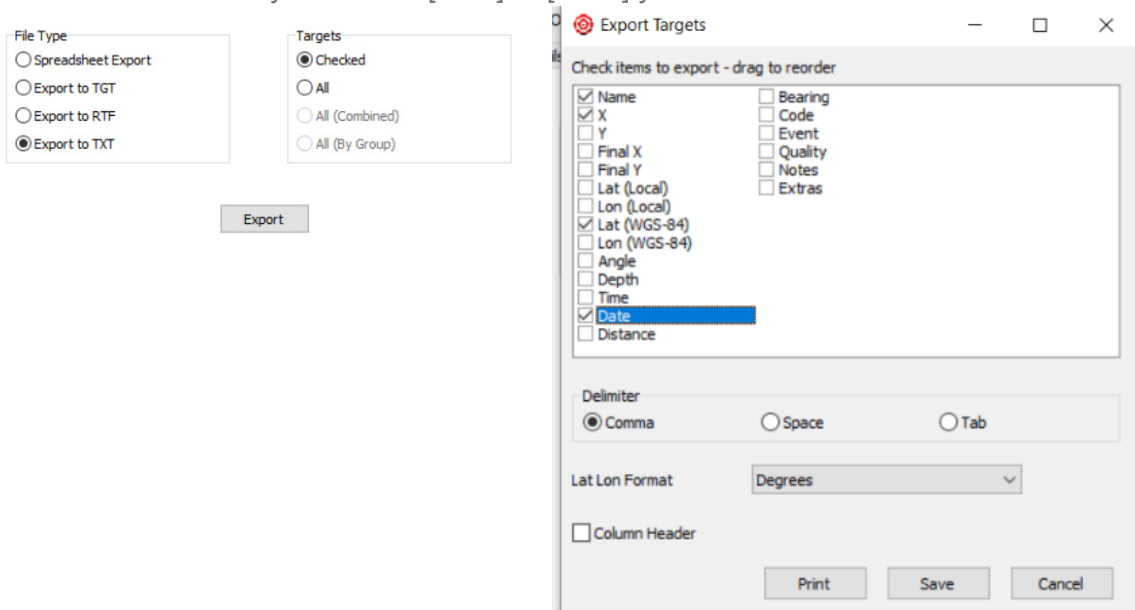 File Type
Spreadsheet Export
Export to TGT
Export to RTF
Export to TXT
Targets
Checked
All
All (Combined)
All (By Group)
Export
Export Targets
Check items to export - drag to reorder
Name
X
Y
Final X
Final Y
Lat (Local)
Lon (Local)
Lat (WGS-84)
Lon (WGS-84)
Angle
Depth
Time
Date
Distance
Bearing
Code
Event
Quality
Notes
Extras
Delimiter
Comma
Space
Tab
Lat Lon Format
Degrees
Column Header
Print
Save
Cancel